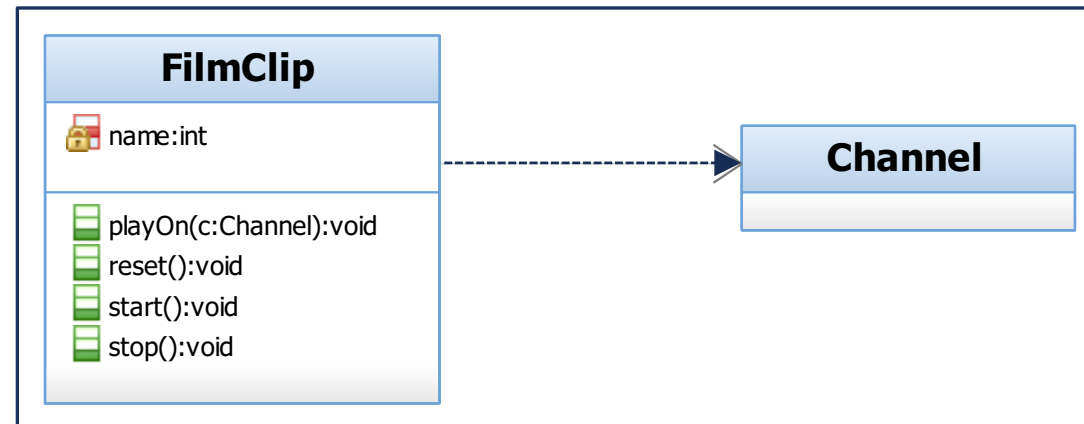 FilmClip
name:int
playOn(c:Channel):void
reset():void
start():void
stop():void
Channel